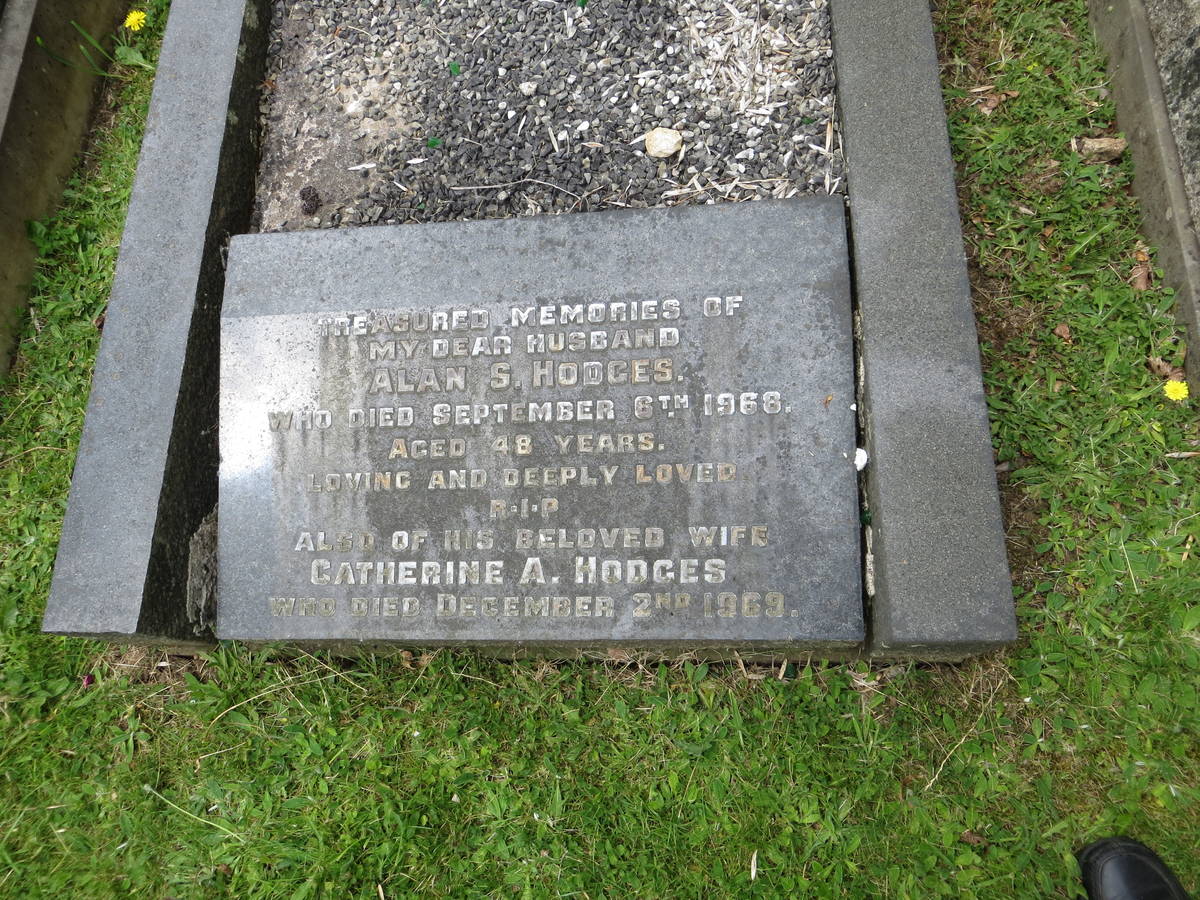 TREASURED MEMORIES OF
MY DEAR HUSBAND
ALAN S. HODGES.
WHO DIED SEPTEMBER 6TH 1968.
AGED 48 YEARS.
LOVING AND DEEPLY LOVED
R·I·P
ALSO OF HIS BELOVED WIFE
CATHERINE A. HODGES
WHO DIED DECEMBER 2ND 1969.